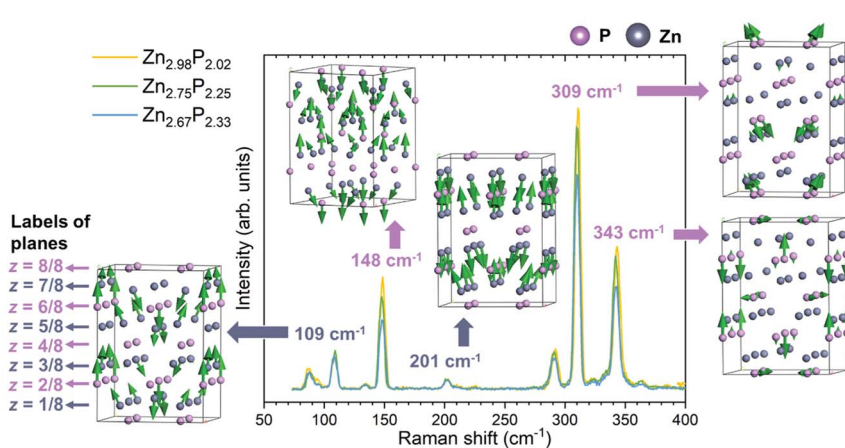 P Zn
Zn2.98P2.02
Zn2.75P2.25
Zn2.67P2.33
309 cm-1
343 cm-1
148 cm-1
Labels of
planes
z = 8/8
z = 7/8
z = 6/8
z = 5/8
z = 4/8
z = 3/8
z = 2/8
z = 1/8
109 cm-1
201 cm-1
Intensity (arb. units)
50 100 150 200 250 300 350 400
Raman shift (cm-1)